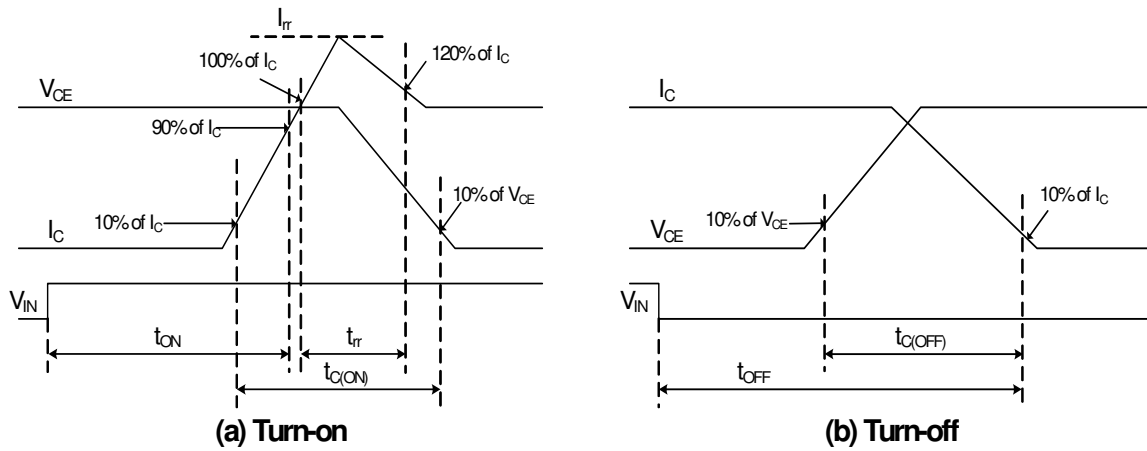 Irr
100% of IC
120% of IC
VCE
90% of IC
10% of VCE
10% of IC
IC
VIN
tON
trr
tC(ON)
(a) Turn-on
IC
10% of IC
10% of VCE
VCE
VIN
tC(OFF)
tOFF
(b) Turn-off